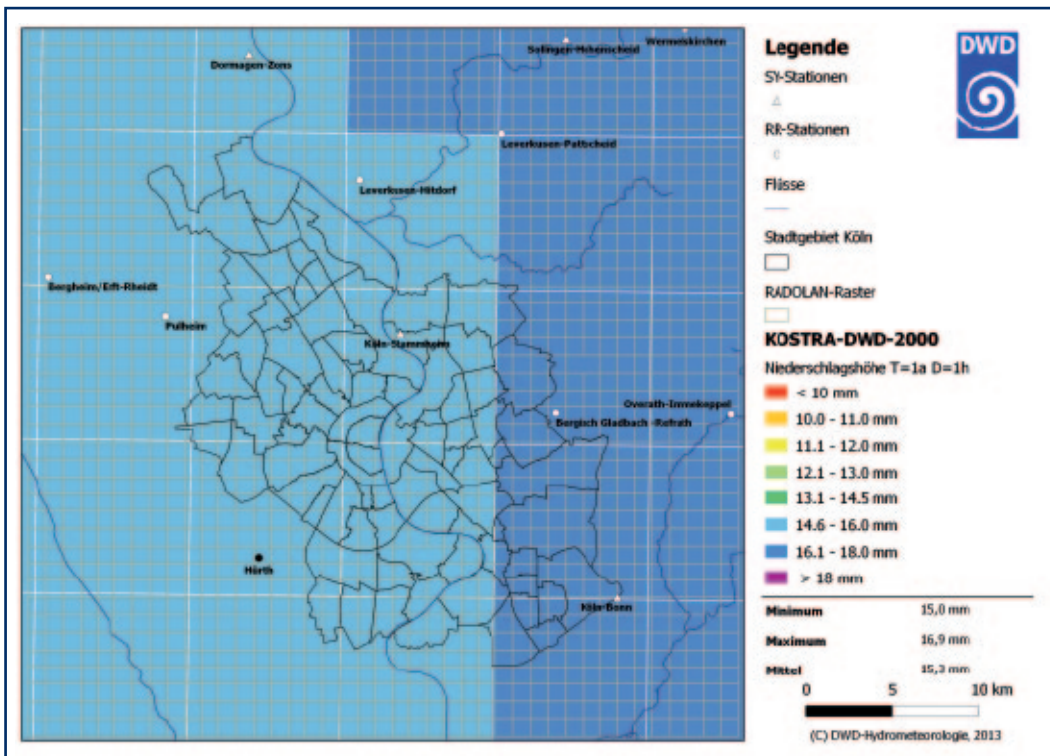 Dormagen-Zons
Solingen-Hohenscheid
Wermelskirchen
Leverkusen-Pattscheid
Leverkusen-Hitdorf
Bergheim/Erft-Rheidt
Pulheim
Köln-Stammheim
Overath-Immekeppel
Bergisch Gladbach -Refrath
Hürth
Köln-Bonn
Legende
DWD
SY-Stationen
RR-Stationen
Flüsse
Stadtgebiet Köln
RADOLAN-Raster
KOSTRA-DWD-2000
Niederschlagshöhe T=1a D=1h
< 10 mm
10.0 - 11.0 mm
11.1 - 12.0 mm
12.1 - 13.0 mm
13.1 - 14.5 mm
14.6 - 16.0 mm
16.1 - 18.0 mm
> 18 mm
Minimum 15,0 mm
Maximum 16,9 mm
Mittel 15,3 mm
0 5 10 km
(C) DWD-Hydrometeorologie, 2013